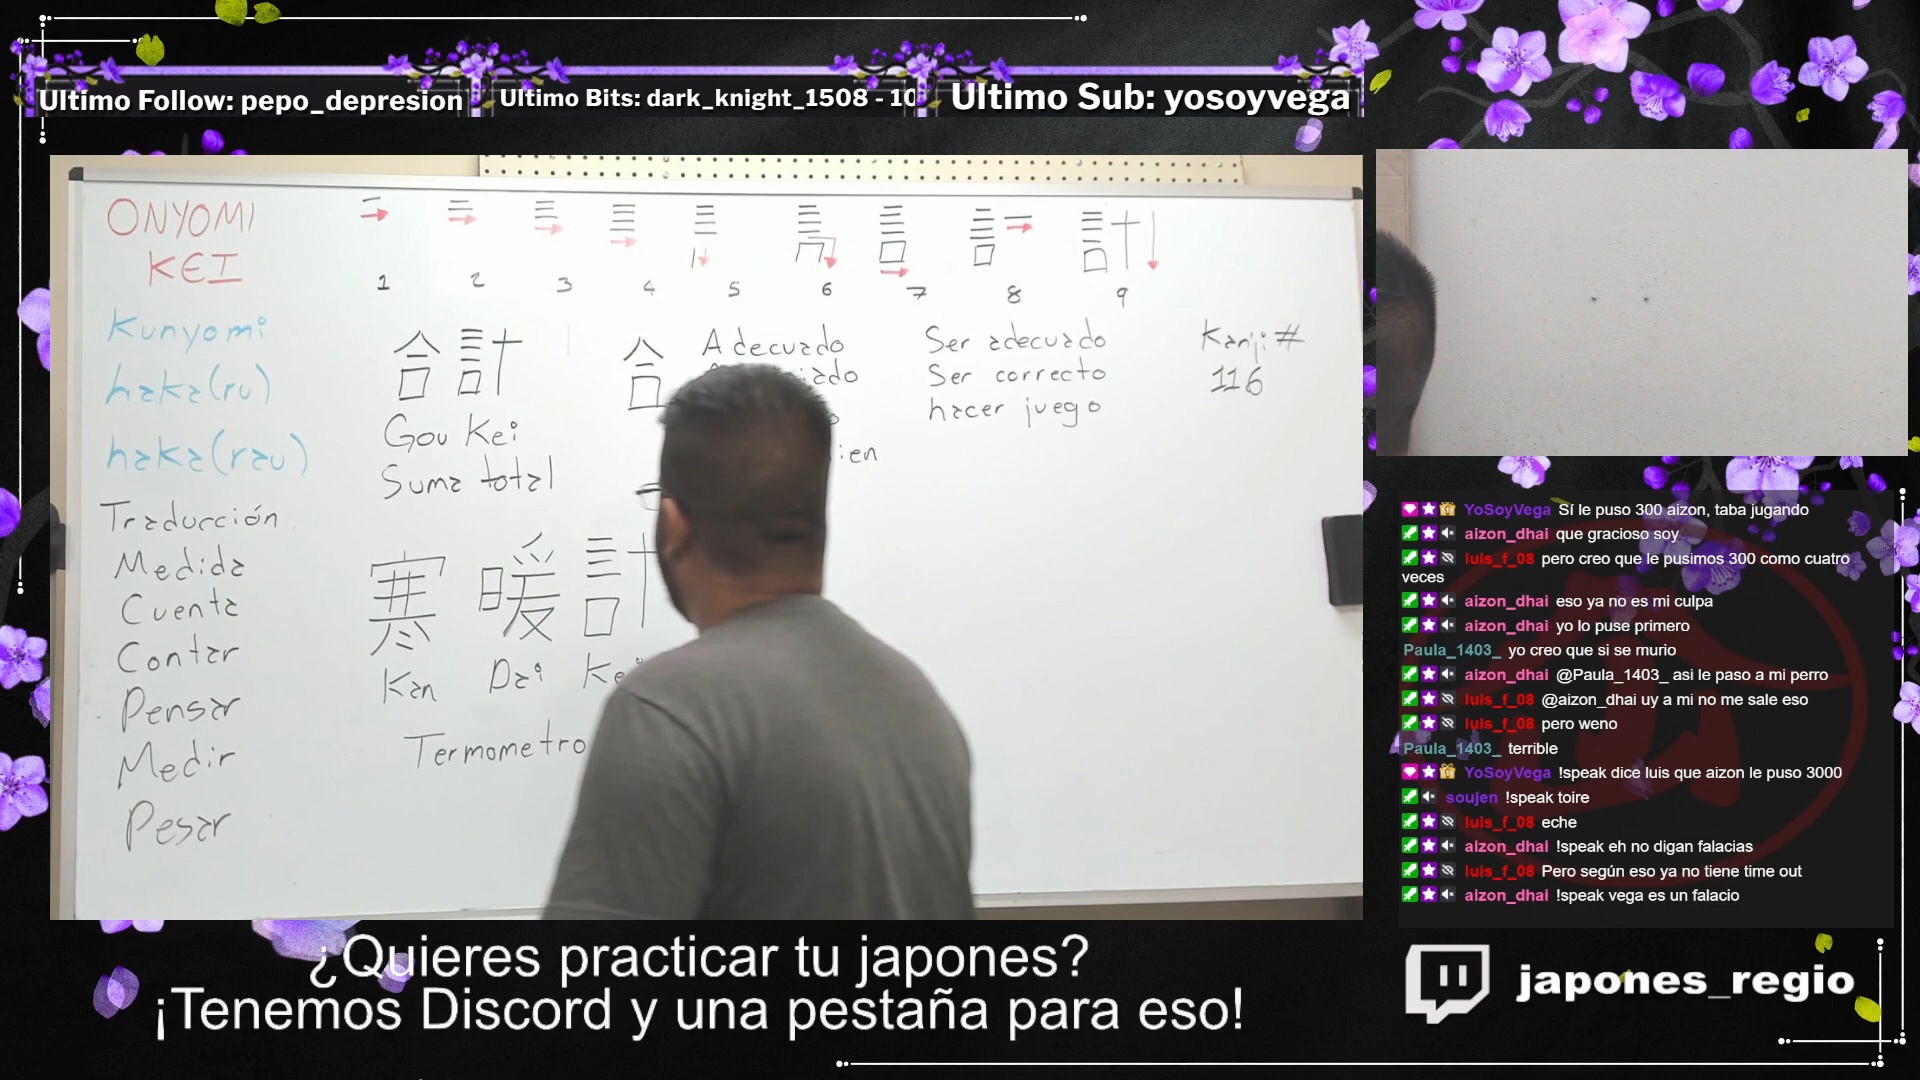 Ultimo Follow: pepo_depresion
Ultimo Bits: dark_knight_1508 - 10
Ultimo Sub: yosoyvega
ONYOMI
KEI
Kunyomi
haka(ru)
haka(rau)
Traducción
Medida
Cuenta
Contar
Pensar
Medir
Pesar
1 2 3 4 5 6 7 8 9
合計
Gou Kei
Suma total
合
Adecuado
ien
Ser adecuado
Ser correcto
hacer juego
Kanji #
116
寒暖計
Kan Dai Kei
Termometro
YoSoyVega Sí le puso 300 aizon, taba jugando
aizon_dhai que gracioso soy
luis_f_08 pero creo que le pusimos 300 como cuatro
veces
aizon_dhai eso ya no es mi culpa
aizon_dhai yo lo puse primero
Paula_1403_ yo creo que si se murio
aizon_dhai @Paula_1403_ asi le paso a mi perro
luis_f_08 @aizon_dhai uy a mi no me sale eso
luis_f_08 pero weno
Paula_1403_ terrible
YoSoyVega !speak dice luis que aizon le puso 3000
soujen !speak toire
luis_f_08 eche
aizon_dhai !speak eh no digan falacias
luis_f_08 Pero según eso ya no tiene time out
aizon_dhai !speak vega es un falacio
¿Quieres practicar tu japones?
¡Tenemos Discord y una pestaña para eso!
japones_regio